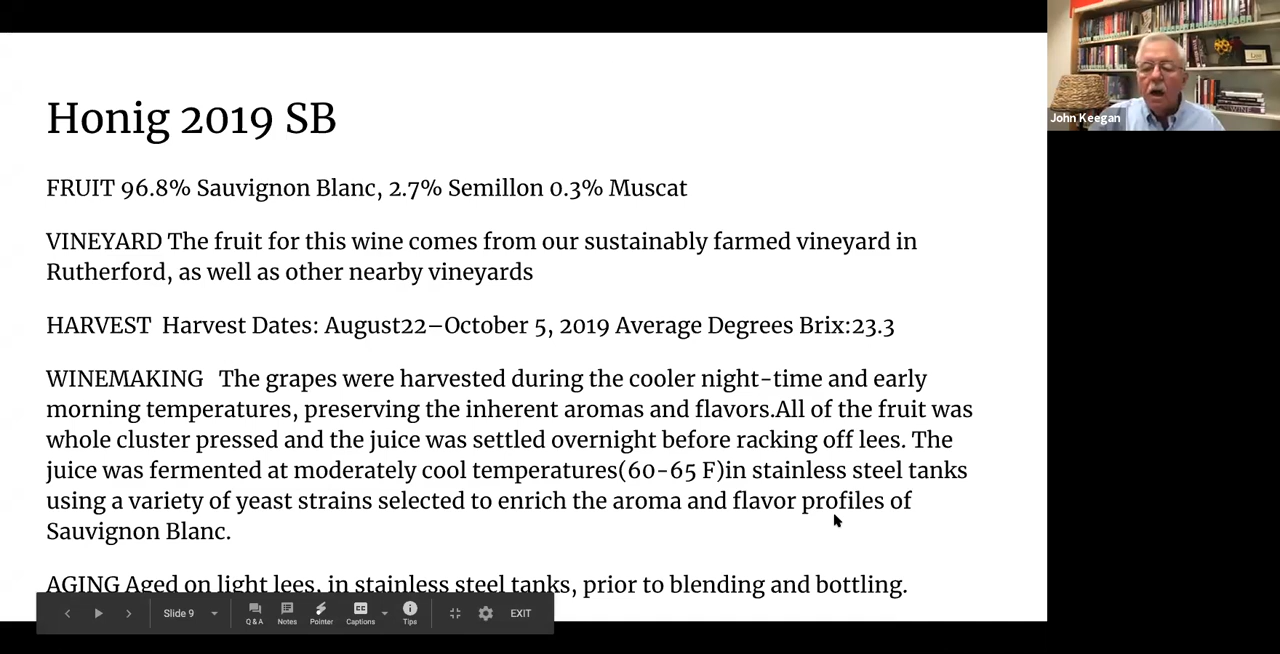 Honig 2019 SB
FRUIT 96.8% Sauvignon Blanc, 2.7% Semillon 0.3% Muscat
VINEYARD The fruit for this wine comes from our sustainably farmed vineyard in
Rutherford, as well as other nearby vineyards
HARVEST  Harvest Dates: August22–October 5, 2019 Average Degrees Brix:23.3
WINEMAKING  The grapes were harvested during the cooler night-time and early
morning temperatures, preserving the inherent aromas and flavors.All of the fruit was
whole cluster pressed and the juice was settled overnight before racking off lees. The
juice was fermented at moderately cool temperatures(60-65 F)in stainless steel tanks
using a variety of yeast strains selected to enrich the aroma and flavor profiles of
Sauvignon Blanc.
AGING Aged on light lees, in stainless steel tanks, prior to blending and bottling.
Slide 9
Q & A
Notes
Pointer
CC
Captions
Tips
EXIT
John Keegan